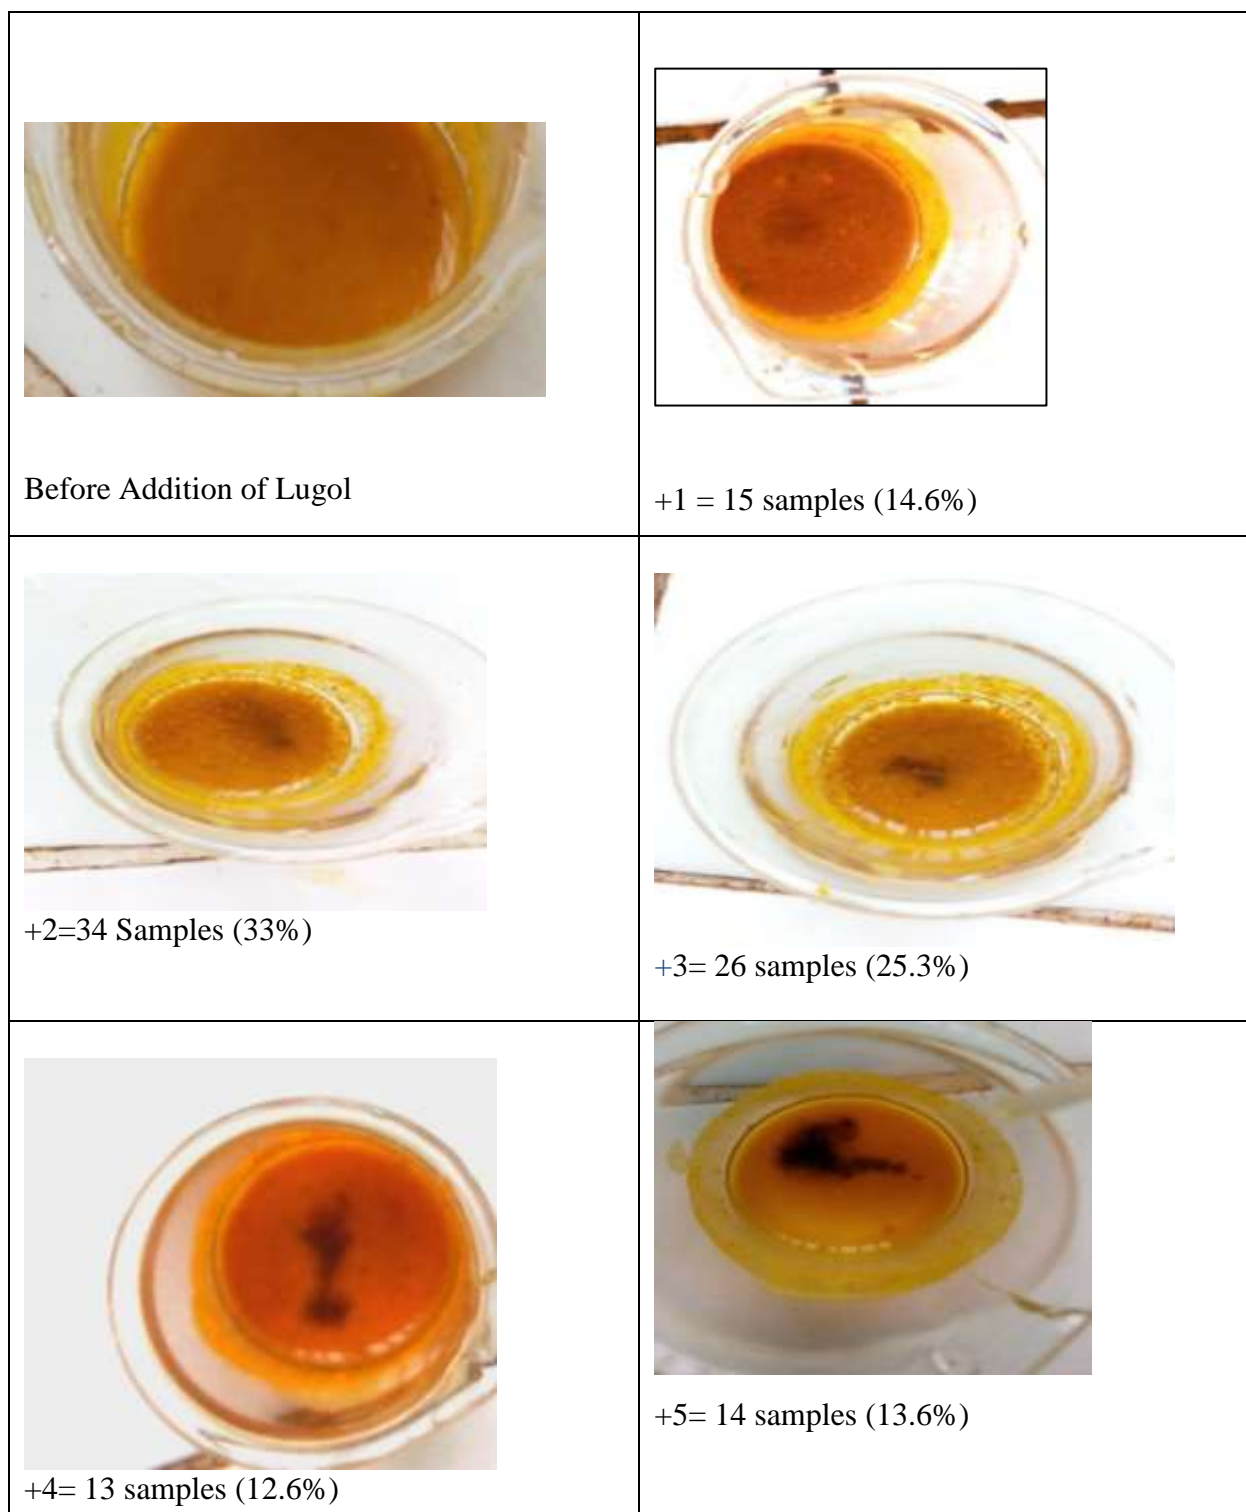 Before Addition of Lugol
+1 = 15 samples (14.6%)
+2=34 Samples (33%)
+3= 26 samples (25.3%)
+4= 13 samples (12.6%)
+5= 14 samples (13.6%)